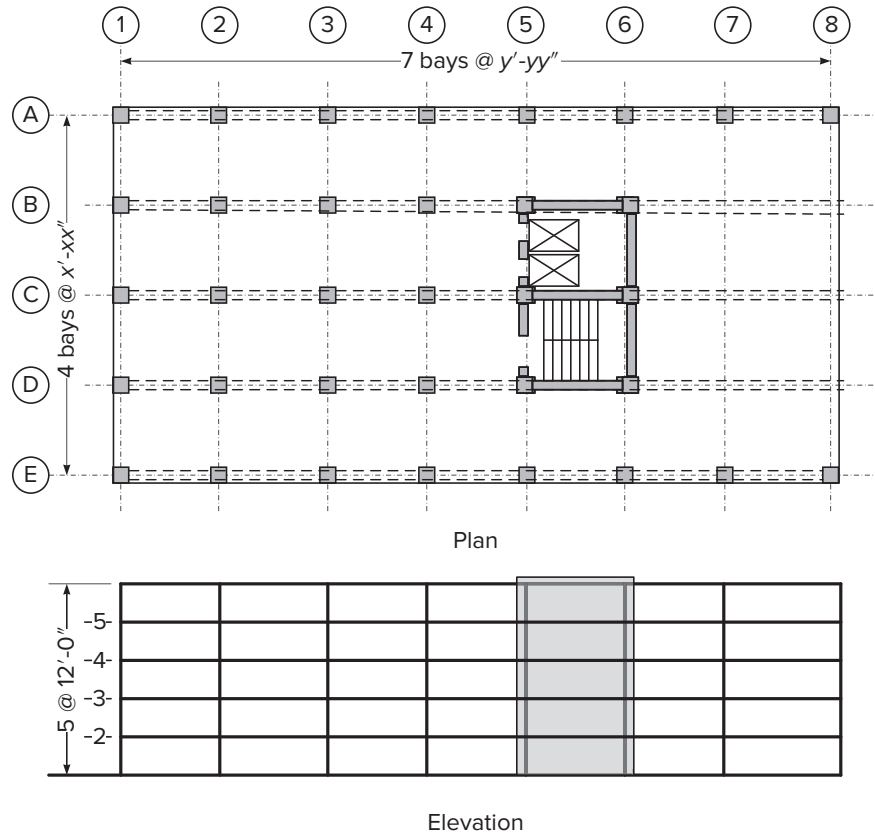 1 2 3 4 5 6 7 8
7 bays @ y′-yy″
A
B
C
D
E
4 bays @ x′-xx″
Plan
5 @ 12′-0″
-5-
-4-
-3-
-2-
Elevation